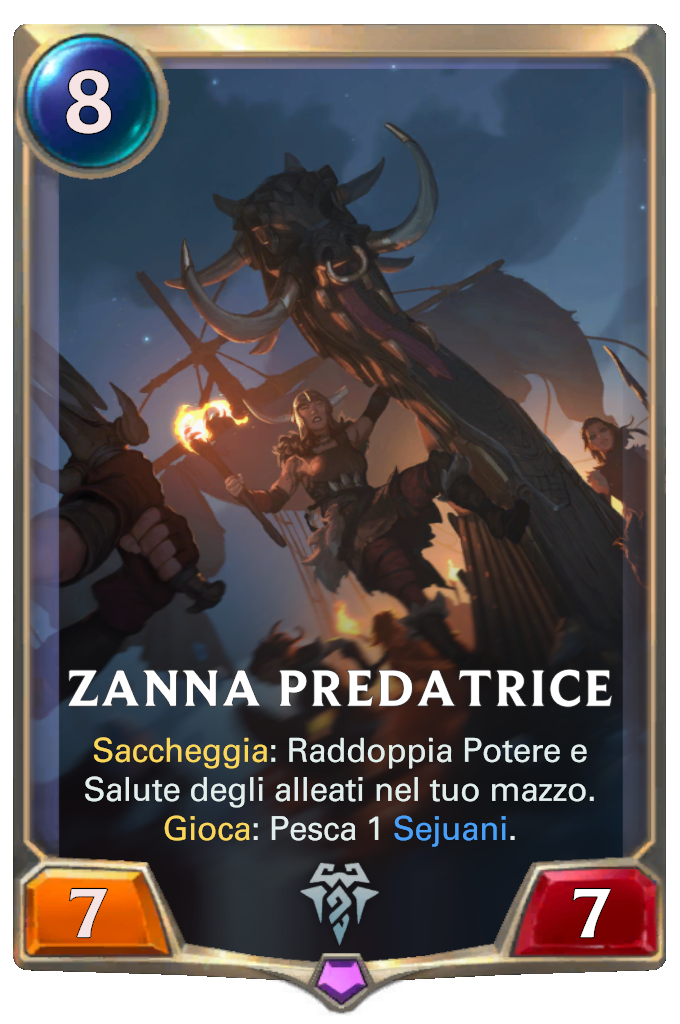 8
ZANNA PREDATRICE
Saccheggia: Raddoppia Potere e
Salute degli alleati nel tuo mazzo.
Gioca: Pesca 1 Sejuani.
7
7